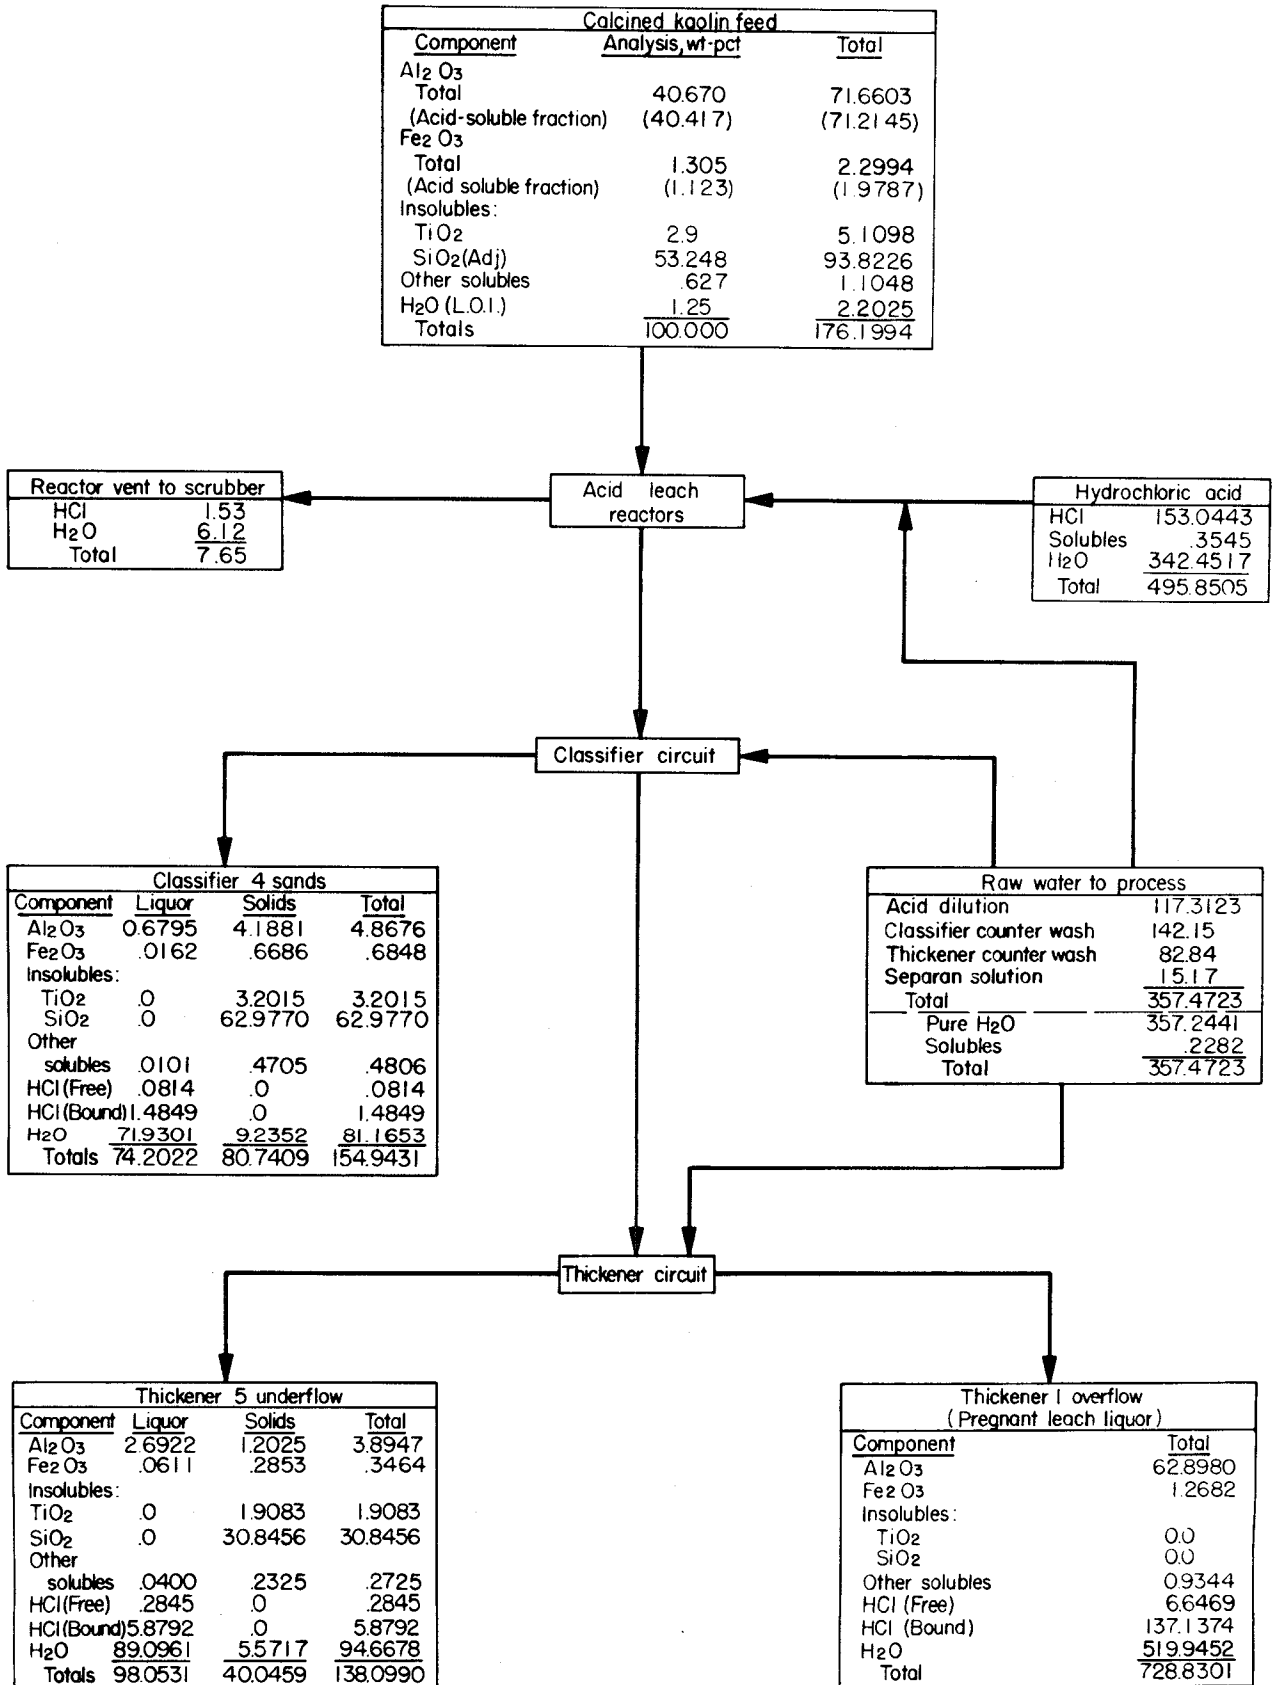 Calcined kaolin feed
Component Analysis, wt-pct Total
Al2O3
Total 40.670 71.6603
(Acid-soluble fraction) (40.417) (71.2145)
Fe2O3
Total 1.305 2.2994
(Acid soluble fraction) (1.123) (1.9787)
Insolubles:
TiO2 2.9 5.1098
SiO2(Adj) 53.248 93.8226
Other solubles .627 1.1048
H2O (L.O.I.) 1.25 2.2025
Totals 100.000 176.1994
Reactor vent to scrubber
HCl 1.53
H2O 6.12
Total 7.65
Acid leach
reactors
Hydrochloric acid
HCl 153.0443
Solubles .3545
H2O 342.4517
Total 495.8505
Classifier circuit
Classifier 4 sands
Component Liquor Solids Total
Al2O3 0.6795 4.1881 4.8676
Fe2O3 .0162 .6686 .6848
Insolubles:
TiO2 .0 3.2015 3.2015
SiO2 .0 62.9770 62.9770
Other
solubles .0101 .4705 .4806
HCl(Free) .0814 .0 .0814
HCl(Bound) 1.4849 .0 1.4849
H2O 71.9301 9.2352 81.1653
Totals 74.2022 80.7409 154.9431
Raw water to process
Acid dilution 117.3123
Classifier counter wash 142.15
Thickener counter wash 82.84
Separan solution 15.17
Total 357.4723
Pure H2O 357.2441
Solubles .2282
Total 357.4723
Thickener circuit
Thickener 5 underflow
Component Liquor Solids Total
Al2O3 2.6922 1.2025 3.8947
Fe2O3 .0611 .2853 .3464
Insolubles:
TiO2 .0 1.9083 1.9083
SiO2 .0 30.8456 30.8456
Other
solubles .0400 .2325 .2725
HCl(Free) .2845 .0 .2845
HCl(Bound) 5.8792 .0 5.8792
H2O 89.0961 5.5717 94.6678
Totals 98.0531 40.0459 138.0990
Thickener 1 overflow
(Pregnant leach liquor)
Component Total
Al2O3 62.8980
Fe2O3 1.2682
Insolubles:
TiO2 0.0
SiO2 0.0
Other solubles 0.9344
HCl (Free) 6.6469
HCl (Bound) 137.1374
H2O 519.9452
Total 728.8301